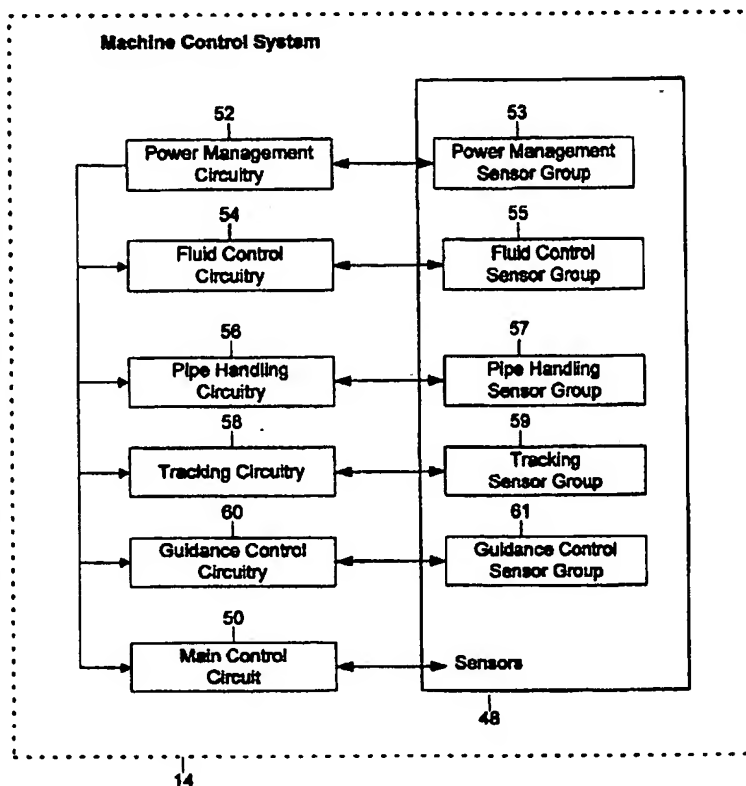 Machine Control System
52
Power Management
Circuitry
53
Power Management
Sensor Group
54
Fluid Control
Circuitry
55
Fluid Control
Sensor Group
56
Pipe Handling
Circuitry
57
Pipe Handling
Sensor Group
58
Tracking Circuitry
59
Tracking
Sensor Group
60
Guidance Control
Circuitry
61
Guidance Control
Sensor Group
50
Main Control
Circuit
Sensors
48
14